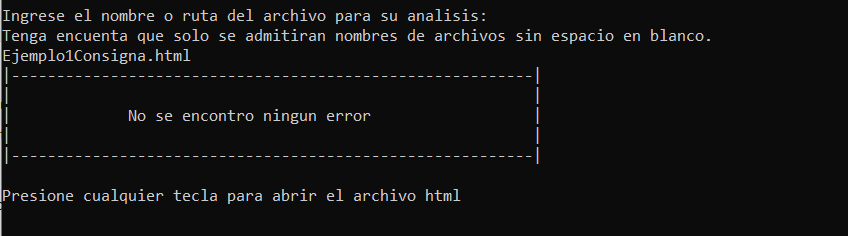 Ingrese el nombre o ruta del archivo para su analisis:
Tenga encuenta que solo se admitiran nombres de archivos sin espacio en blanco.
Ejemplo1Consigna.html
|----------------------------------------------------------|
| |
| No se encontro ningun error |
| |
|----------------------------------------------------------|
Presione cualquier tecla para abrir el archivo html